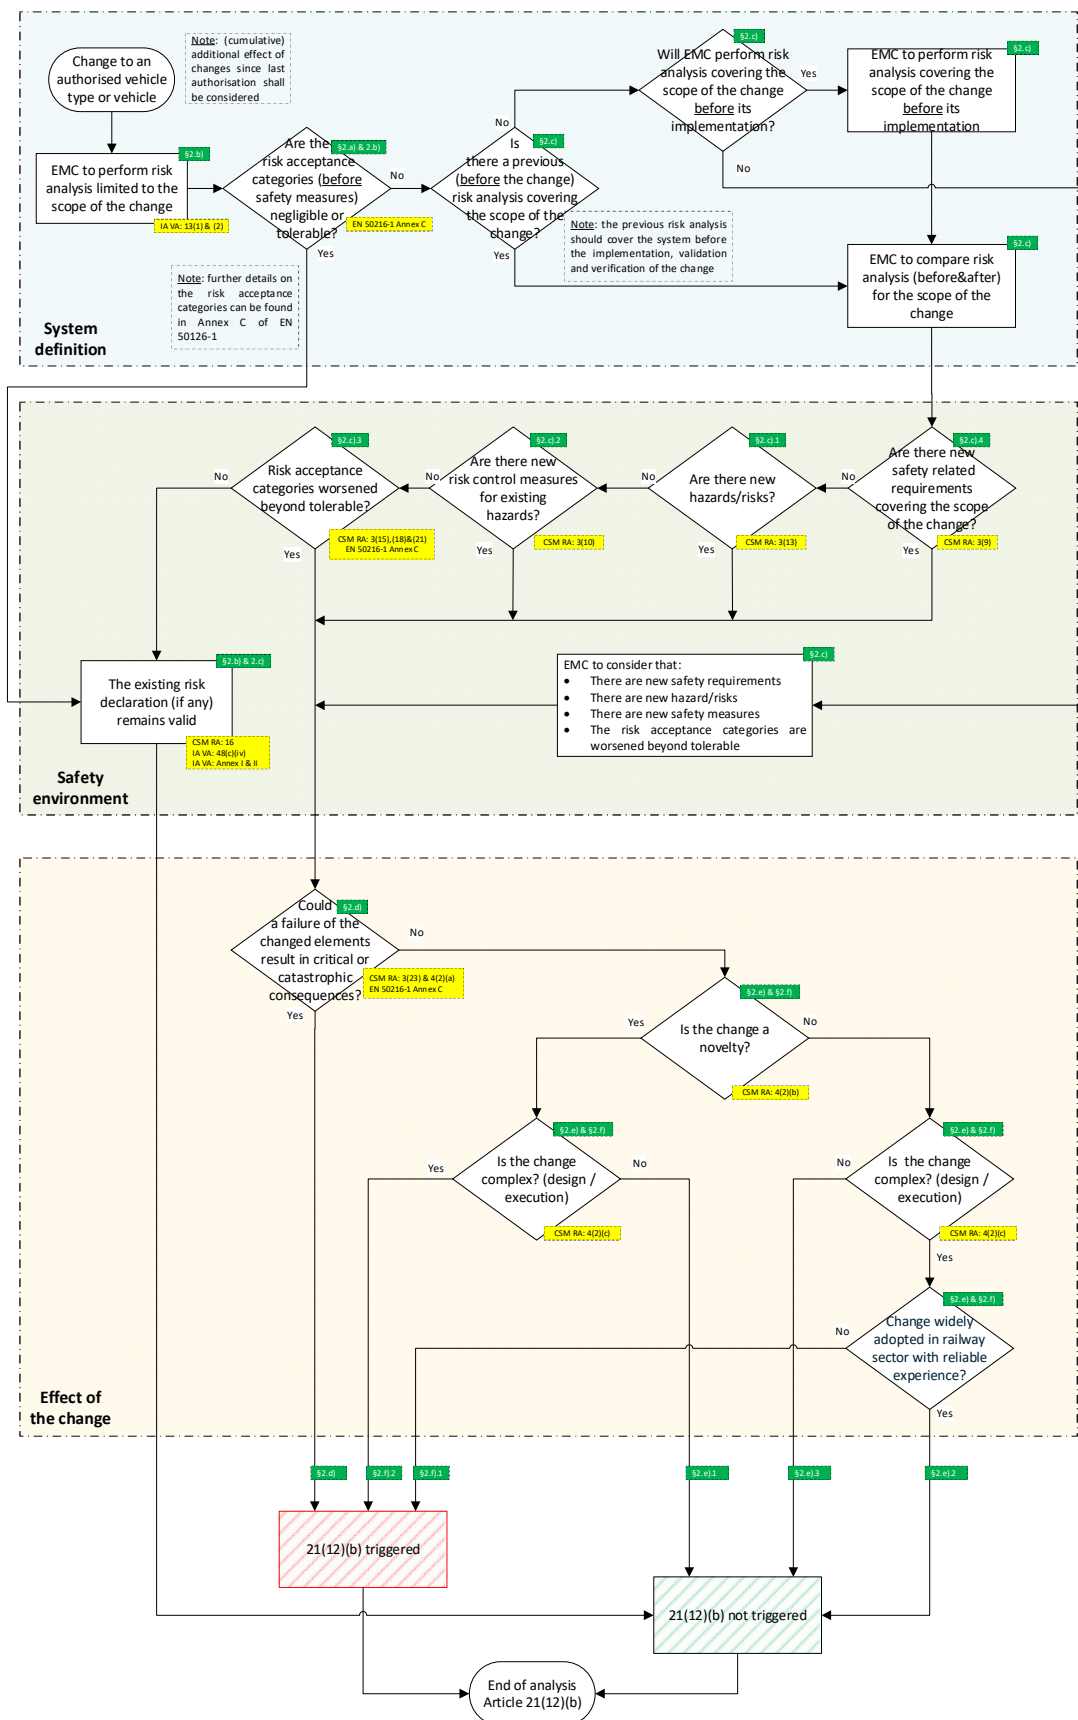 Change to an
authorised vehicle
type or vehicle
Note: (cumulative)
additional effect of
changes since last
authorisation shall
be considered
§2.c)
Will EMC perform risk
analysis covering the
scope of the change
before its
implementation?
Yes
No
§2.c)
EMC to perform risk
analysis covering the
scope of the change
before its
implementation
§2.b)
EMC to perform risk
analysis limited to the
scope of the change
IA VA: 13(1) & (2)
§2.a) & 2.b)
Are the
risk acceptance
categories (before
safety measures)
negligible or
tolerable?
EN 50216-1 Annex C
No
Yes
No
§2.c)
Is
there a previous
(before the change)
risk analysis covering
the scope of the
change?
Yes
Note: the previous risk analysis
should cover the system before
the implementation, validation
and verification of the change
§2.c)
EMC to compare risk
analysis (before&after)
for the scope of the
change
Note: further details on
the risk acceptance
categories can be found
in Annex C of EN
50126-1
System
definition
§2.c).3
Risk acceptance
categories worsened
beyond tolerable?
No
Yes
CSM RA: 3(15),(18)&(21)
EN 50216-1 Annex C
§2.c).2
Are there new
risk control measures
for existing
hazards?
No
Yes
CSM RA: 3(10)
§2.c).1
Are there new
hazards/risks?
No
Yes
CSM RA: 3(13)
§2.c).4
Are there new
safety related
requirements
covering the scope
of the change?
No
Yes
CSM RA: 3(9)
§2.b) & 2.c)
The existing risk
declaration (if any)
remains valid
CSM RA: 16
IA VA: 48(c)(iv)
IA VA: Annex I & II
§2.c)
EMC to consider that:
• There are new safety requirements
• There are new hazard/risks
• There are new safety measures
• The risk acceptance categories are
worsened beyond tolerable
Safety
environment
§2.d)
Could
a failure of the
changed elements
result in critical or
catastrophic
consequences?
No
Yes
CSM RA: 3(23) & 4(2)(a)
EN 50216-1 Annex C
§2.e) & §2.f)
Is the change a
novelty?
Yes
No
CSM RA: 4(2)(b)
§2.e) & §2.f)
Is the change
complex? (design /
execution)
Yes
No
CSM RA: 4(2)(c)
§2.e) & §2.f)
Is the change
complex? (design /
execution)
No
Yes
CSM RA: 4(2)(c)
§2.e) & §2.f)
Change widely
adopted in railway
sector with reliable
experience?
No
Yes
Effect of
the change
§2.d)
§2.f).2
§2.f).1
§2.e).1
§2.e).3
§2.e).2
21(12)(b) triggered
21(12)(b) not triggered
End of analysis
Article 21(12)(b)